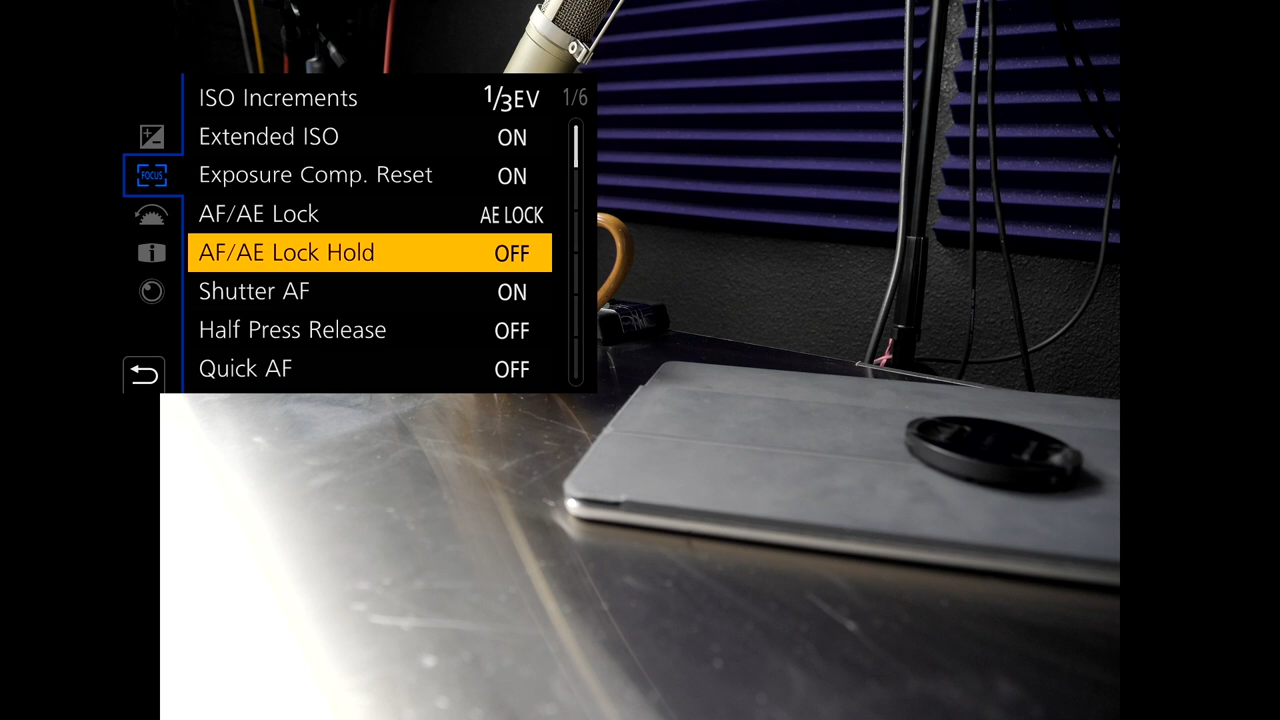 ISO Increments 1/3EV 1/6
Extended ISO ON
Exposure Comp. Reset ON
FOCUS
AF/AE Lock AE LOCK
AF/AE Lock Hold OFF
Shutter AF ON
Half Press Release OFF
Quick AF OFF